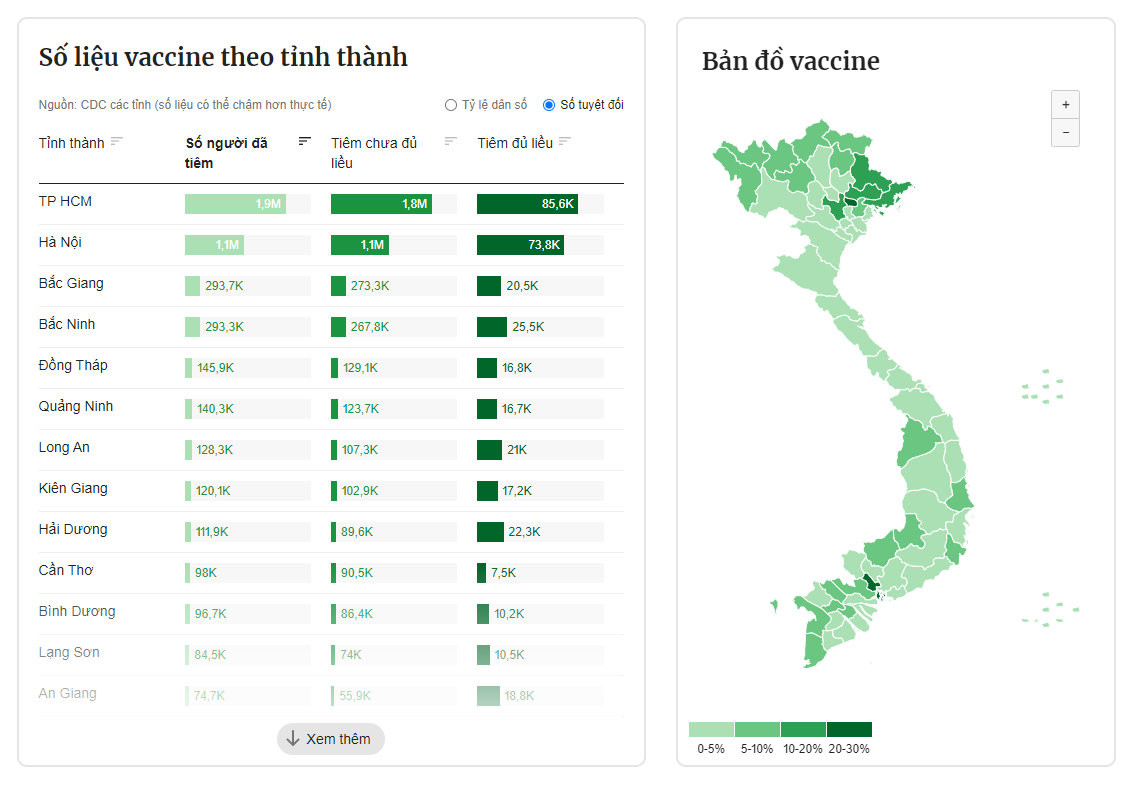 Số liệu vaccine theo tỉnh thành
Nguồn: CDC các tỉnh (số liệu có thể chậm hơn thực tế)
Tỷ lệ dân số
Số tuyệt đối
Tỉnh thành
Số người đã
tiêm
Tiêm chưa đủ
liều
Tiêm đủ liều
TP HCM 1,9M 1,8M 85,6K
Hà Nội 1,1M 1,1M 73,8K
Bắc Giang 293,7K 273,3K 20,5K
Bắc Ninh 293,3K 267,8K 25,5K
Đồng Tháp 145,9K 129,1K 16,8K
Quảng Ninh 140,3K 123,7K 16,7K
Long An 128,3K 107,3K 21K
Kiên Giang 120,1K 102,9K 17,2K
Hải Dương 111,9K 89,6K 22,3K
Cần Thơ 98K 90,5K 7,5K
Bình Dương 96,7K 86,4K 10,2K
Lạng Sơn 84,5K 74K 10,5K
An Giang 74,7K 55,9K 18,8K
Xem thêm
Bản đồ vaccine
+
−
0-5% 5-10% 10-20% 20-30%